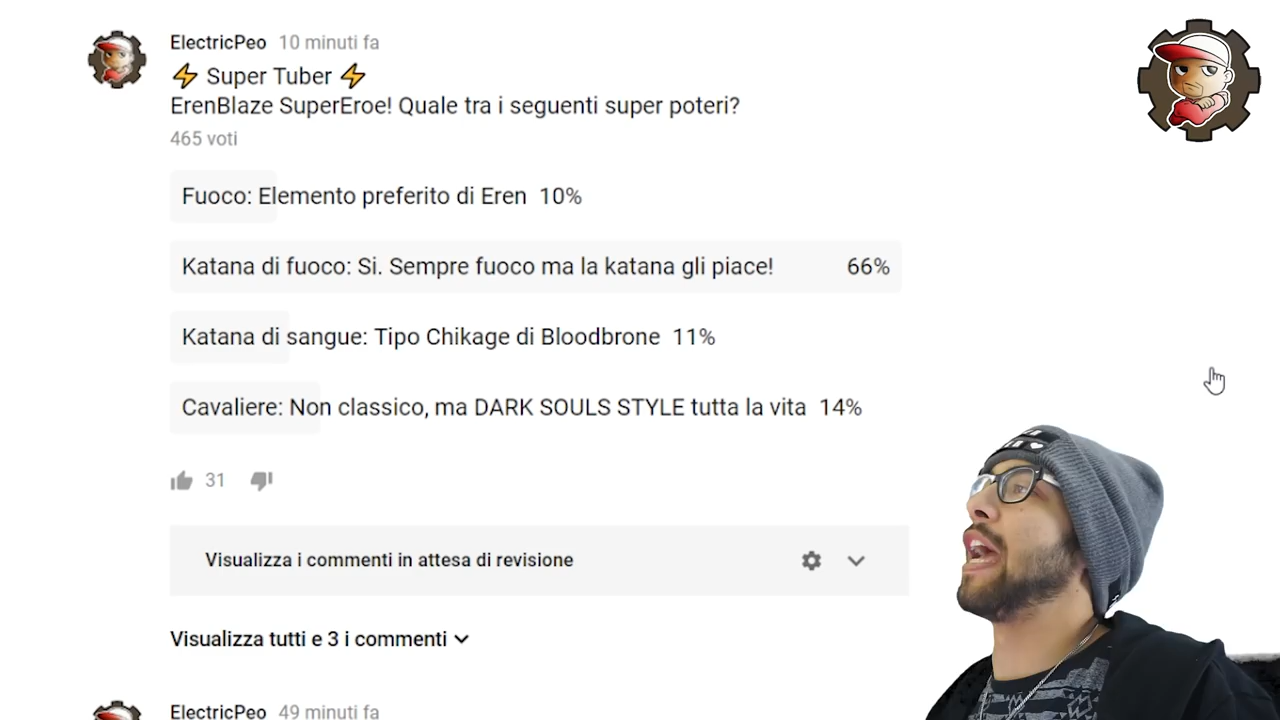 ElectricPeo 10 minuti fa
⚡ Super Tuber ⚡
ErenBlaze SuperEroe! Quale tra i seguenti super poteri?
465 voti
Fuoco: Elemento preferito di Eren 10%
Katana di fuoco: Si. Sempre fuoco ma la katana gli piace! 66%
Katana di sangue: Tipo Chikage di Bloodbrone 11%
Cavaliere: Non classico, ma DARK SOULS STYLE tutta la vita 14%
31
Visualizza i commenti in attesa di revisione
Visualizza tutti e 3 i commenti
ElectricPeo 49 minuti fa